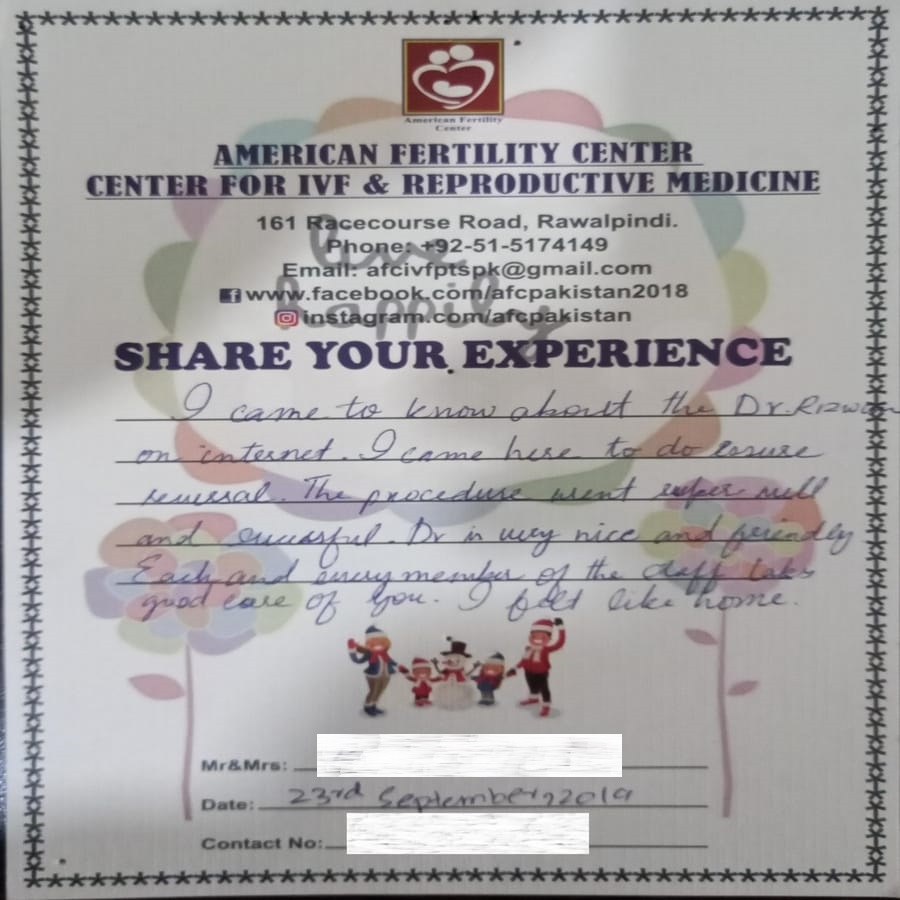 American Fertility
Center
AMERICAN FERTILITY CENTER
CENTER FOR IVF & REPRODUCTIVE MEDICINE
161 Racecourse Road, Rawalpindi.
Phone: +92-51-5174149
Email: afcivfptspk@gmail.com
www.facebook.com/afcpakistan2018
instagram.com/afcpakistan
live
happily
SHARE YOUR EXPERIENCE
I came to know about the Dr. Rizwan
on internet. I came here to do
reversal. The procedure went super well
and successful. Dr is very nice and friendly
Each and every member of the staff take
good care of you. I felt like home.
Mr&Mrs:
Date: 23rd September, 2019
Contact No: